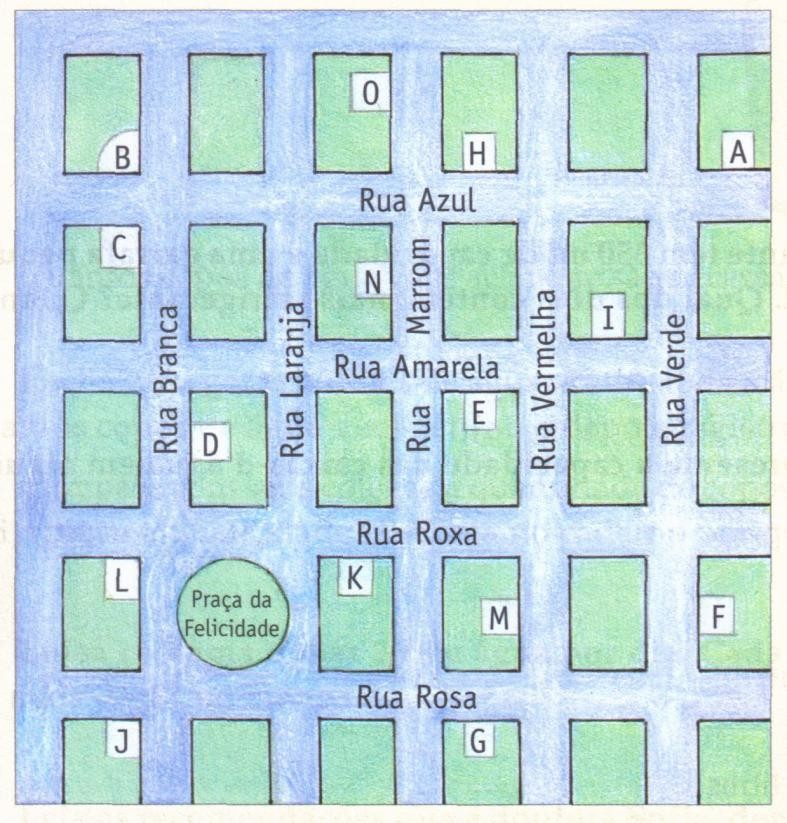 O
B
H
A
Rua Azul
C
N
I
Rua Branca
Rua Laranja
Rua Marrom
Rua Vermelha
Rua Verde
Rua Amarela
D
E
Rua Roxa
L
Praça da
Felicidade
K
M
F
Rua Rosa
J
G